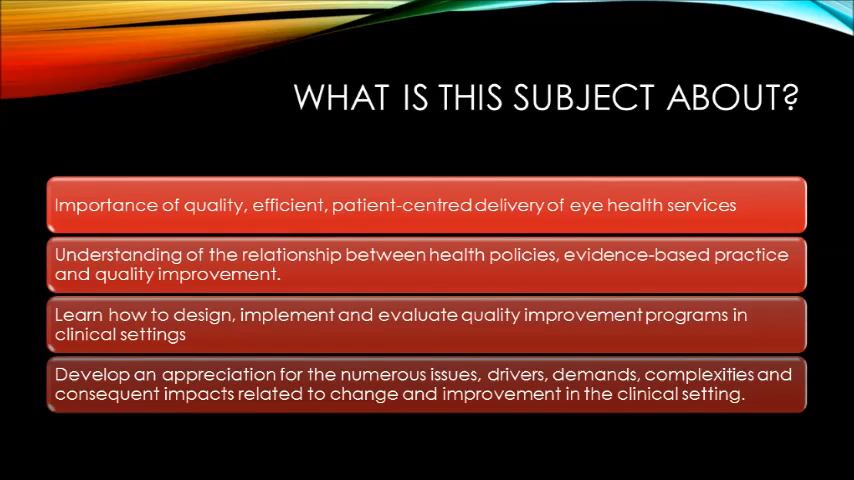 WHAT IS THIS SUBJECT ABOUT?
Importance of quality, efficient, patient-centred delivery of eye health services
Understanding of the relationship between health policies, evidence-based practice
and quality improvement.
Learn how to design, implement and evaluate quality improvement programs in
clinical settings
Develop an appreciation for the numerous issues, drivers, demands, complexities and
consequent impacts related to change and improvement in the clinical setting.